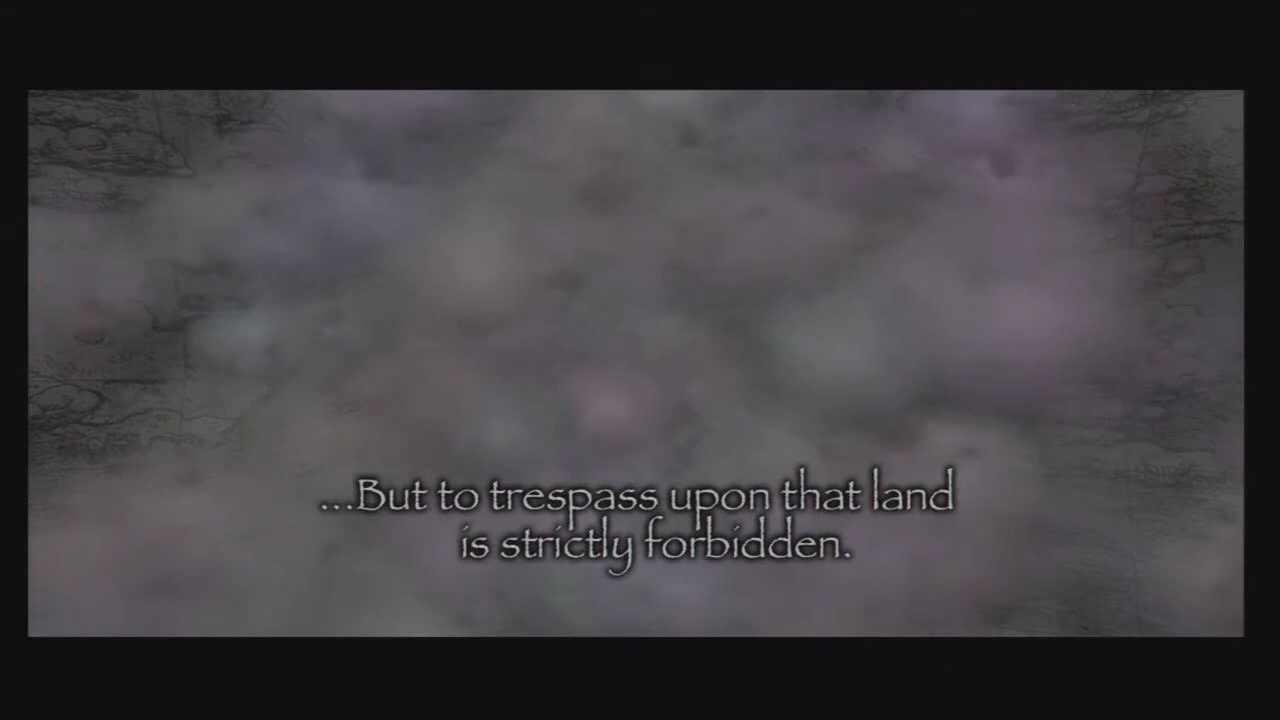 ...But to trespass upon that land
is strictly forbidden.